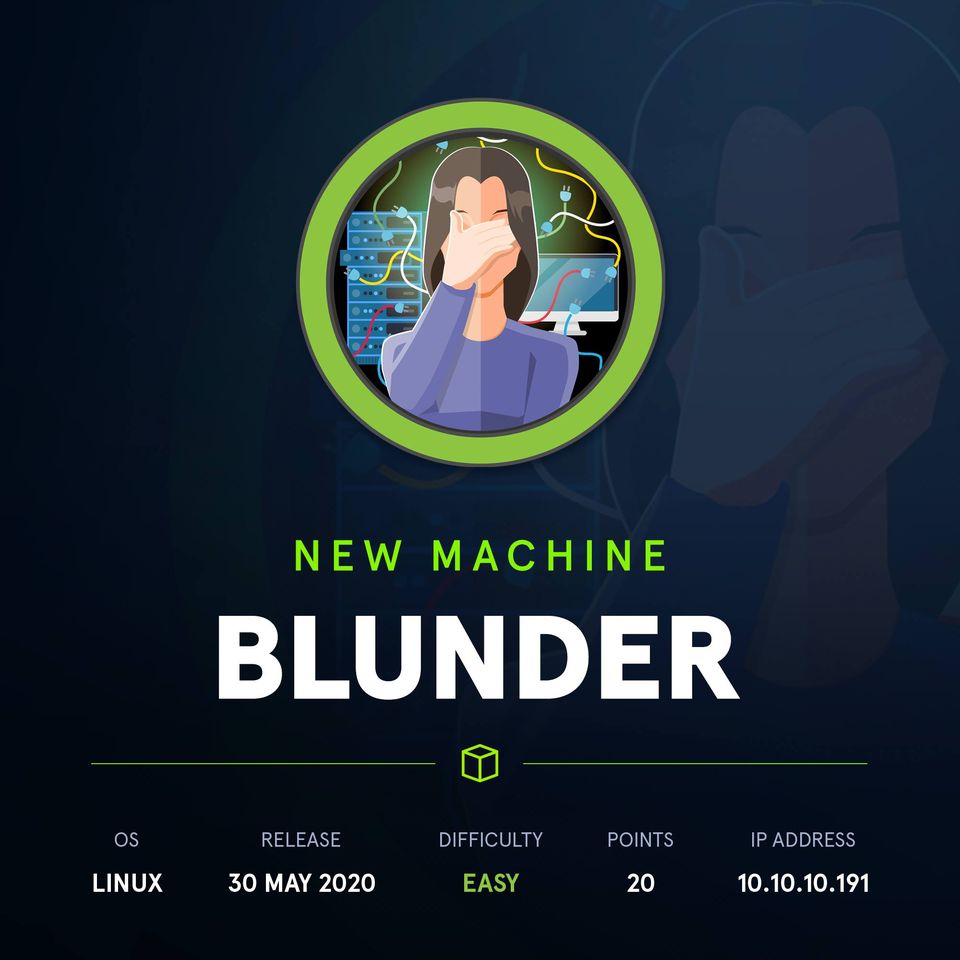 NEW MACHINE
BLUNDER
OS RELEASE DIFFICULTY POINTS IP ADDRESS
LINUX 30 MAY 2020 EASY 20 10.10.10.191